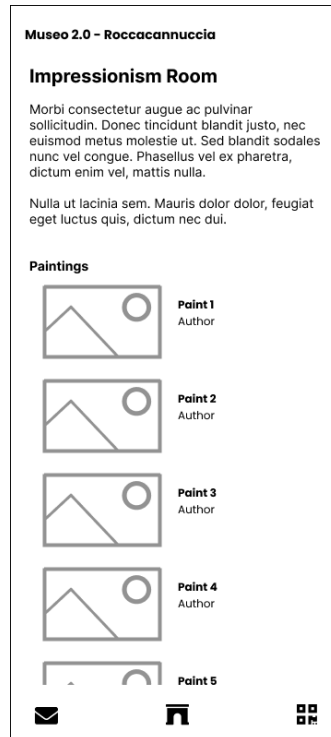 Museo 2.0 - Roccacannuccia
Impressionism Room
Morbi consectetur augue ac pulvinar
sollicitudin. Donec tincidunt blandit justo, nec
euismod metus molestie ut. Sed blandit sodales
nunc vel congue. Phasellus vel ex pharetra,
dictum enim vel, mattis nulla.
Nulla ut lacinia sem. Mauris dolor dolor, feugiat
eget luctus quis, dictum nec dui.
Paintings
Paint 1
Author
Paint 2
Author
Paint 3
Author
Paint 4
Author
Paint 5